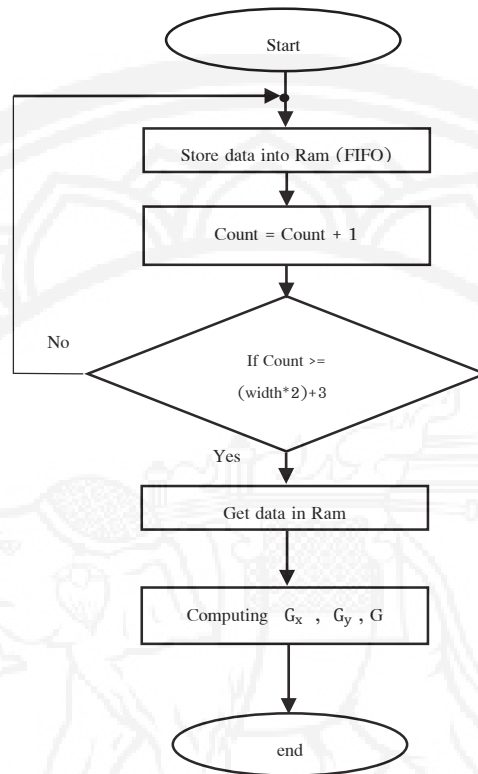 Start
Store data into Ram (FIFO)
Count = Count + 1
No
If Count >=
(width*2)+3
Yes
Get data in Ram
Computing Gₓ , Gᵧ , G
end